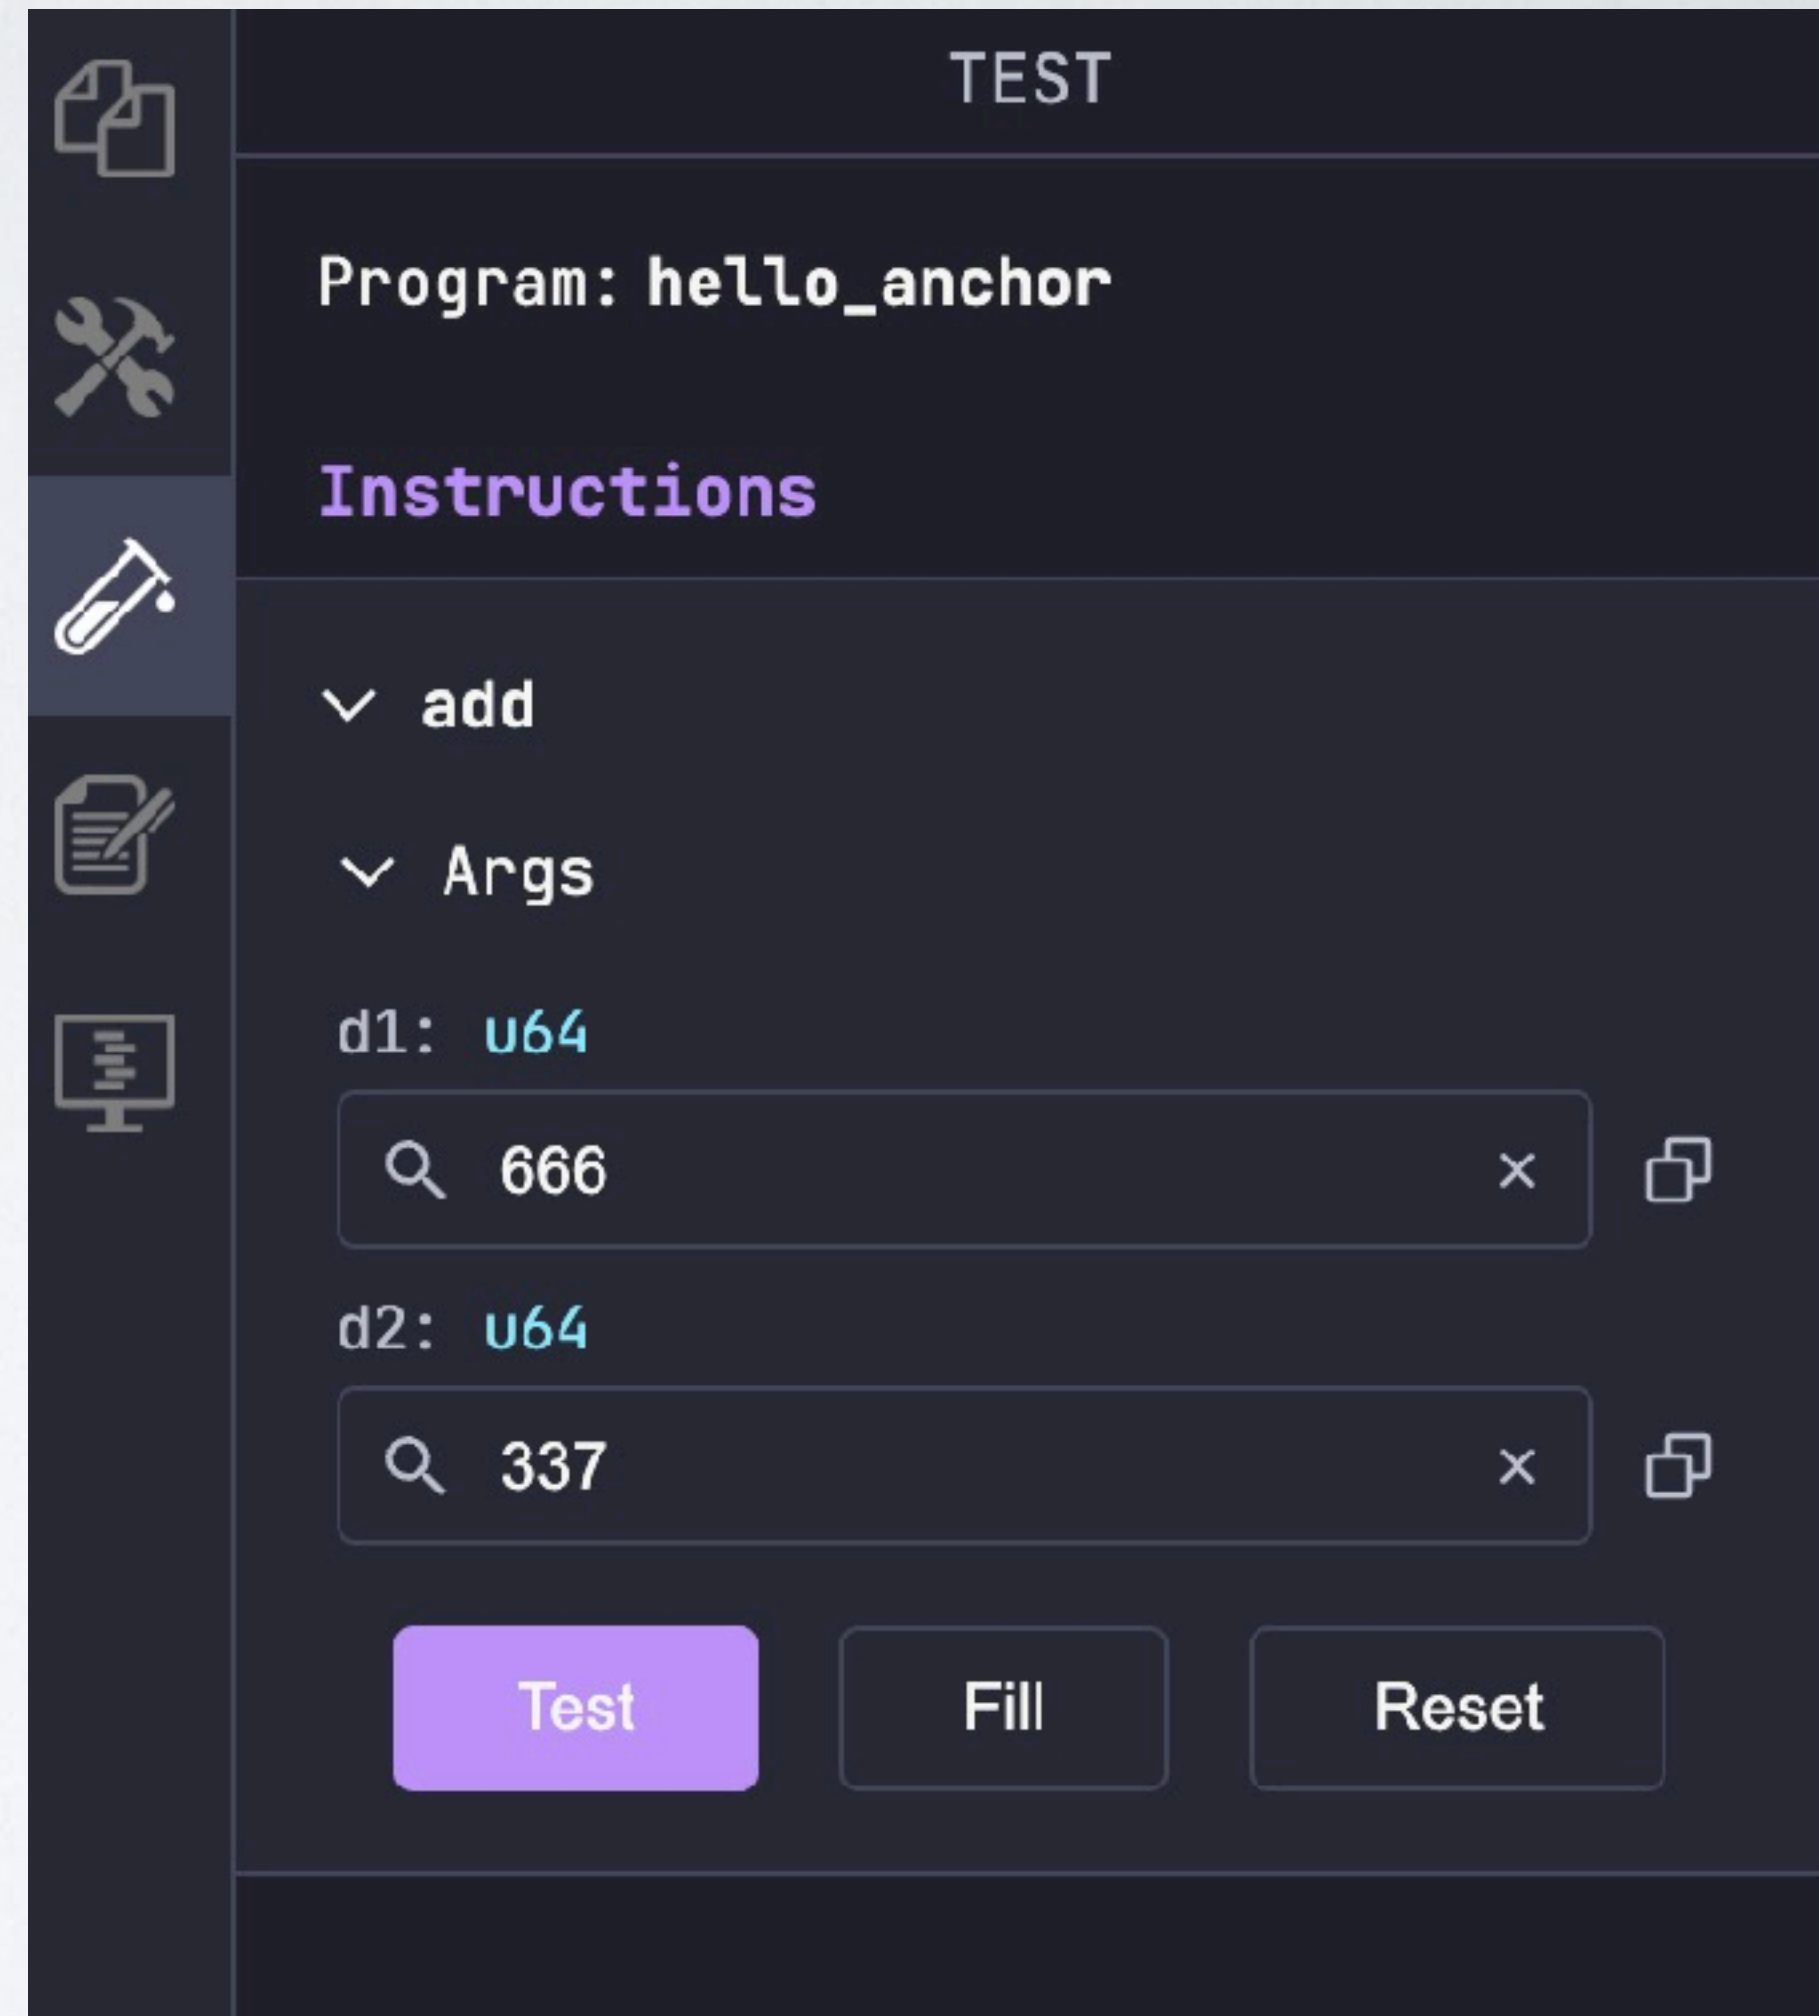 TEST
Program: hello_anchor
Instructions
add
Args
d1: u64
666
d2: u64
337
Test Fill Reset